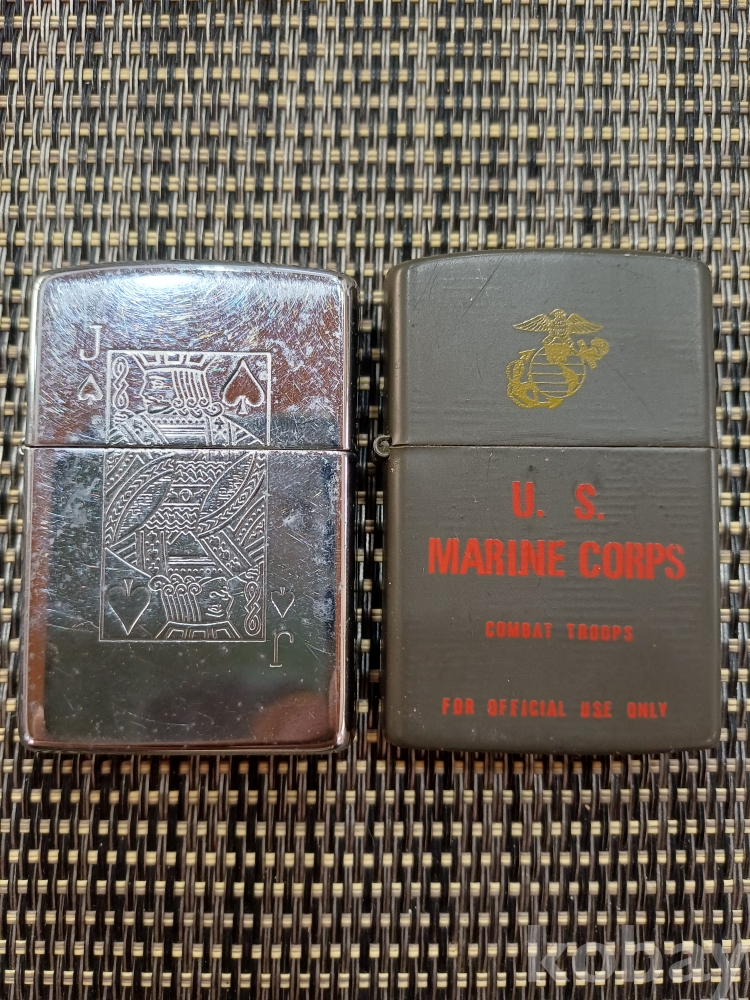 J
J
U. S.
MARINE CORPS
COMBAT TROOPS
FOR OFFICIAL USE ONLY
kobay